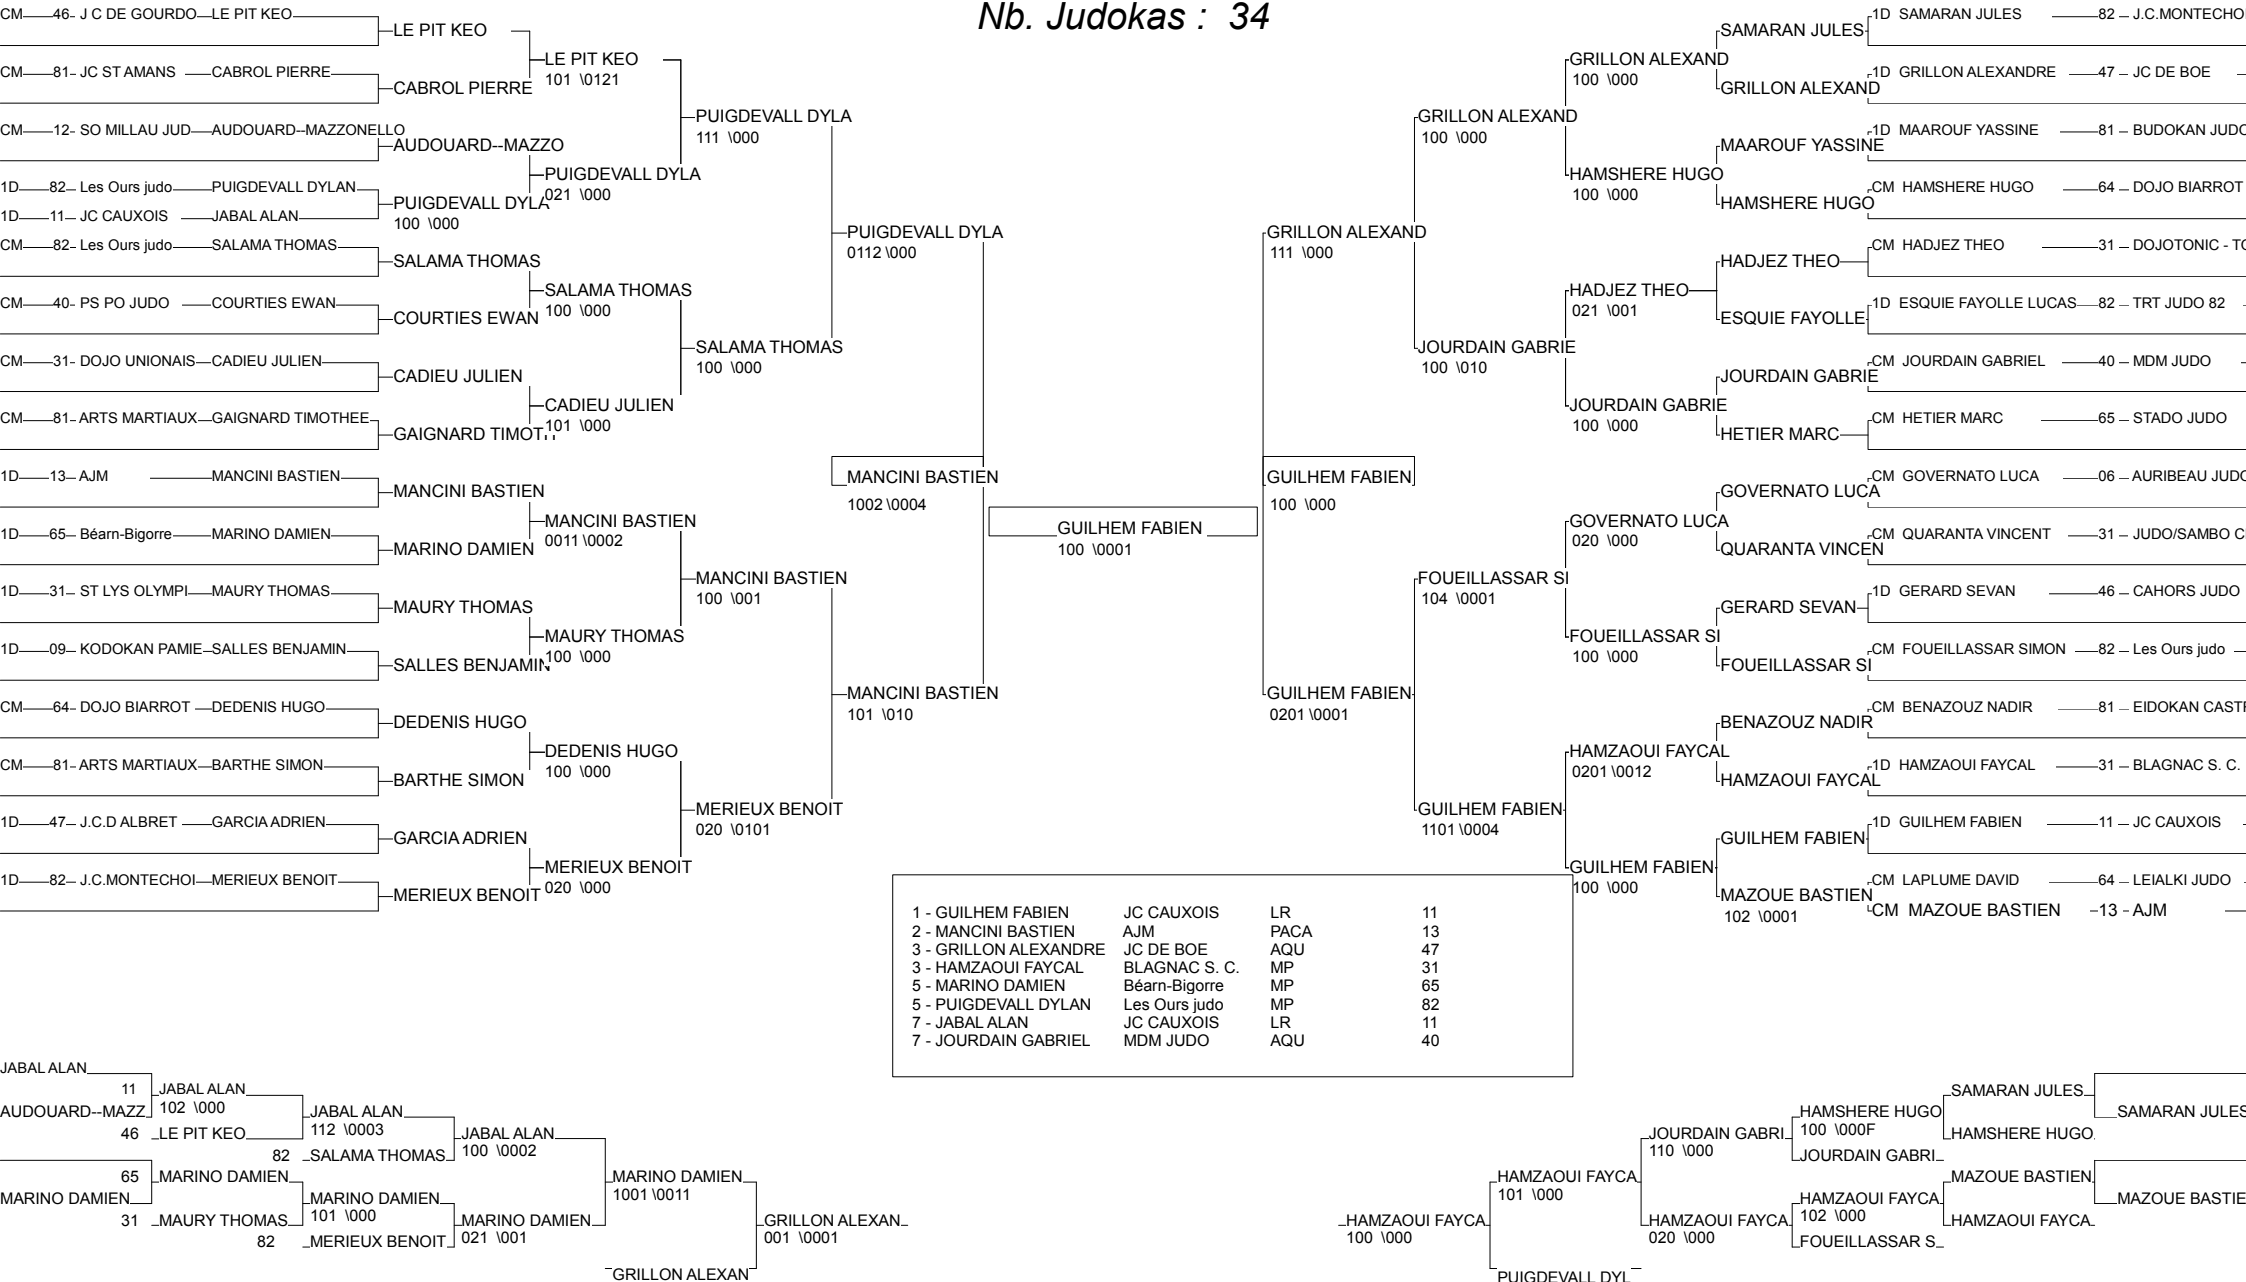 Nb. Judokas : 34
CM 46- J C DE GOURDO LE PIT KEO
LE PIT KEO
LE PIT KEO
101 \0121
CM 81- JC ST AMANS CABROL PIERRE
CABROL PIERRE
PUIGDEVALL DYLA
111 \000
CM 12- SO MILLAU JUD AUDOUARD--MAZZONELLO
AUDOUARD--MAZZO
PUIGDEVALL DYLA
021 \000
1D 82- Les Ours judo PUIGDEVALL DYLAN
PUIGDEVALL DYLA
100 \000
1D 11- JC CAUXOIS JABAL ALAN
PUIGDEVALL DYLA
0112 \000
CM 82- Les Ours judo SALAMA THOMAS
SALAMA THOMAS
SALAMA THOMAS
100 \000
CM 40- PS PO JUDO COURTIES EWAN
COURTIES EWAN
SALAMA THOMAS
100 \000
CM 31- DOJO UNIONAIS CADIEU JULIEN
CADIEU JULIEN
CADIEU JULIEN
101 \000
CM 81- ARTS MARTIAUX GAIGNARD TIMOTHEE
GAIGNARD TIMOT
MANCINI BASTIEN
1002 \0004
1D 13- AJM MANCINI BASTIEN
MANCINI BASTIEN
MANCINI BASTIEN
0011 \0002
1D 65- Béarn-Bigorre MARINO DAMIEN
MARINO DAMIEN
MANCINI BASTIEN
100 \001
1D 31- ST LYS OLYMPI MAURY THOMAS
MAURY THOMAS
MAURY THOMAS
100 \000
1D 09- KODOKAN PAMIE SALLES BENJAMIN
SALLES BENJAMIN
MANCINI BASTIEN
101 \010
CM 64- DOJO BIARROT DEDENIS HUGO
DEDENIS HUGO
DEDENIS HUGO
100 \000
CM 81- ARTS MARTIAUX BARTHE SIMON
BARTHE SIMON
MERIEUX BENOIT
020 \0101
1D 47- J.C.D ALBRET GARCIA ADRIEN
GARCIA ADRIEN
MERIEUX BENOIT
020 \000
1D 82- J.C.MONTECHOI MERIEUX BENOIT
MERIEUX BENOIT
GUILHEM FABIEN
100 \0001
1D SAMARAN JULES 82 – J.C.MONTECHOI
SAMARAN JULES
GRILLON ALEXAND
100 \000
1D GRILLON ALEXANDRE 47 – JC DE BOE
GRILLON ALEXAND
GRILLON ALEXAND
100 \000
1D MAAROUF YASSINE 81 – BUDOKAN JUDO
MAAROUF YASSINE
HAMSHERE HUGO
100 \000
CM HAMSHERE HUGO 64 – DOJO BIARROT
HAMSHERE HUGO
GRILLON ALEXAND
111 \000
CM HADJEZ THEO 31 – DOJOTONIC - TO
HADJEZ THEO
HADJEZ THEO
021 \001
1D ESQUIE FAYOLLE LUCAS 82 – TRT JUDO 82
ESQUIE FAYOLLE
JOURDAIN GABRIE
100 \010
CM JOURDAIN GABRIEL 40 – MDM JUDO
JOURDAIN GABRIE
JOURDAIN GABRIE
100 \000
CM HETIER MARC 65 – STADO JUDO
HETIER MARC
GUILHEM FABIEN
100 \000
CM GOVERNATO LUCA 06 – AURIBEAU JUDO
GOVERNATO LUCA
GOVERNATO LUCA
020 \000
CM QUARANTA VINCENT 31 – JUDO/SAMBO C
QUARANTA VINCEN
FOUEILLASSAR SI
104 \0001
1D GERARD SEVAN 46 – CAHORS JUDO
GERARD SEVAN
FOUEILLASSAR SI
100 \000
CM FOUEILLASSAR SIMON 82 – Les Ours judo
FOUEILLASSAR SI
GUILHEM FABIEN
0201 \0001
CM BENAZOUZ NADIR 81 – EIDOKAN CAST
BENAZOUZ NADIR
HAMZAOUI FAYCAL
0201 \0012
1D HAMZAOUI FAYCAL 31 – BLAGNAC S. C.
HAMZAOUI FAYCAL
GUILHEM FABIEN
1101 \0004
1D GUILHEM FABIEN 11 – JC CAUXOIS
GUILHEM FABIEN
GUILHEM FABIEN
100 \000
CM LAPLUME DAVID 64 – LEIALKI JUDO
MAZOUE BASTIEN
102 \0001
CM MAZOUE BASTIEN 13 - AJM
1 - GUILHEM FABIEN JC CAUXOIS LR 11
2 - MANCINI BASTIEN AJM PACA 13
3 - GRILLON ALEXANDRE JC DE BOE AQU 47
3 - HAMZAOUI FAYCAL BLAGNAC S. C. MP 31
5 - MARINO DAMIEN Béarn-Bigorre MP 65
5 - PUIGDEVALL DYLAN Les Ours judo MP 82
7 - JABAL ALAN JC CAUXOIS LR 11
7 - JOURDAIN GABRIEL MDM JUDO AQU 40
JABAL ALAN
11 JABAL ALAN
102 \000
AUDOUARD--MAZZ
JABAL ALAN
112 \0003
46 LE PIT KEO
JABAL ALAN
100 \0002
82 SALAMA THOMAS
65 MARINO DAMIEN
MARINO DAMIEN
1001 \0011
MARINO DAMIEN
MARINO DAMIEN
101 \000
31 MAURY THOMAS
MARINO DAMIEN
021 \001
82 MERIEUX BENOIT
GRILLON ALEXAN
001 \0001
GRILLON ALEXAN
SAMARAN JULES
SAMARAN JULES
HAMSHERE HUGO
100 \000F
HAMSHERE HUGO
JOURDAIN GABRI
110 \000
JOURDAIN GABRI
MAZOUE BASTIEN
HAMZAOUI FAYCA
101 \000
MAZOUE BASTIE
HAMZAOUI FAYCA
102 \000
HAMZAOUI FAYCA
HAMZAOUI FAYCA
020 \000
FOUEILLASSAR S
HAMZAOUI FAYCA
100 \000
PUIGDEVALL DYL